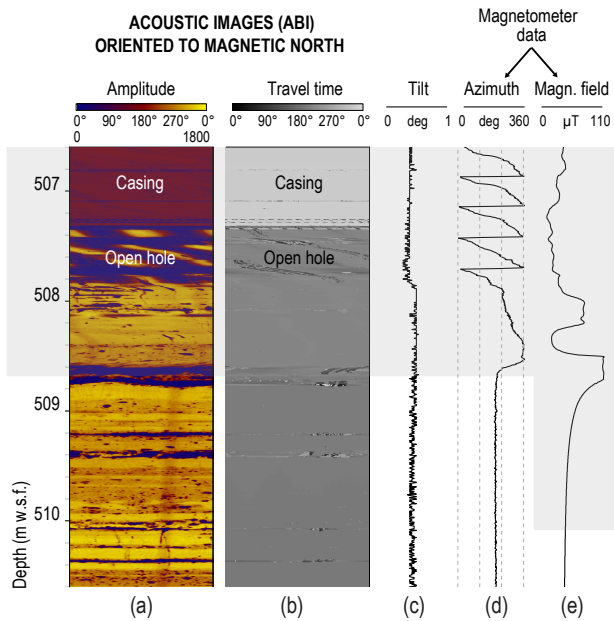 ACOUSTIC IMAGES (ABI)
ORIENTED TO MAGNETIC NORTH
Magnetometer
data
Amplitude
Travel time
Tilt
Azimuth
Magn. field
0° 90° 180° 270° 0°
0 1800
0° 90° 180° 270° 0°
0 deg 1
0 deg 360
0 µT 110
Casing
Casing
Open hole
Open hole
507
508
509
510
Depth (m w.s.f.)
(a) (b) (c) (d) (e)